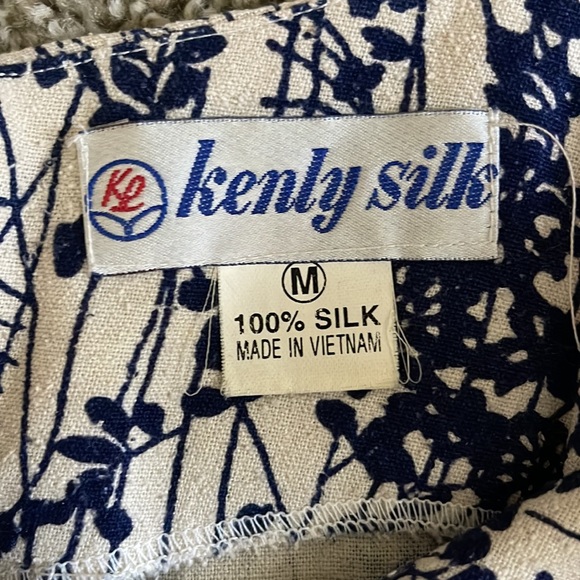 KL kenly silk
M
100% SILK
MADE IN VIETNAM